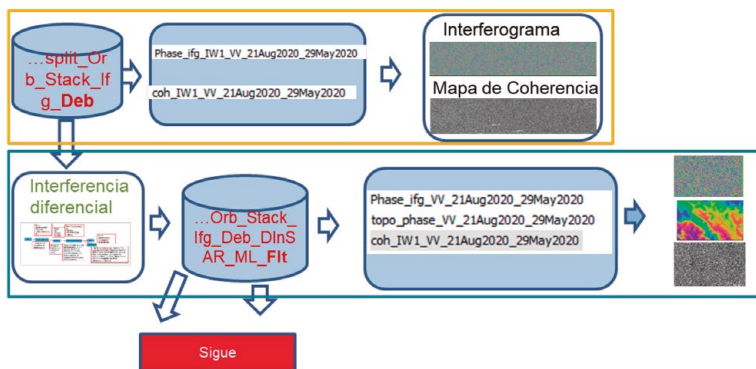 ...split_Or
b_Stack_If
g_Deb
Phase_ifg_IW1_VV_21Aug2020_29May2020
coh_IW1_VV_21Aug2020_29May2020
Interferograma
Mapa de Coherencia
Interferencia
diferencial
...Orb_Stack_
Ifg_Deb_DInS
AR_ML_Flt
Phase_ifg_VV_21Aug2020_29May2020
topo_phase_VV_21Aug2020_29May2020
coh_IW1_VV_21Aug2020_29May2020
Sigue